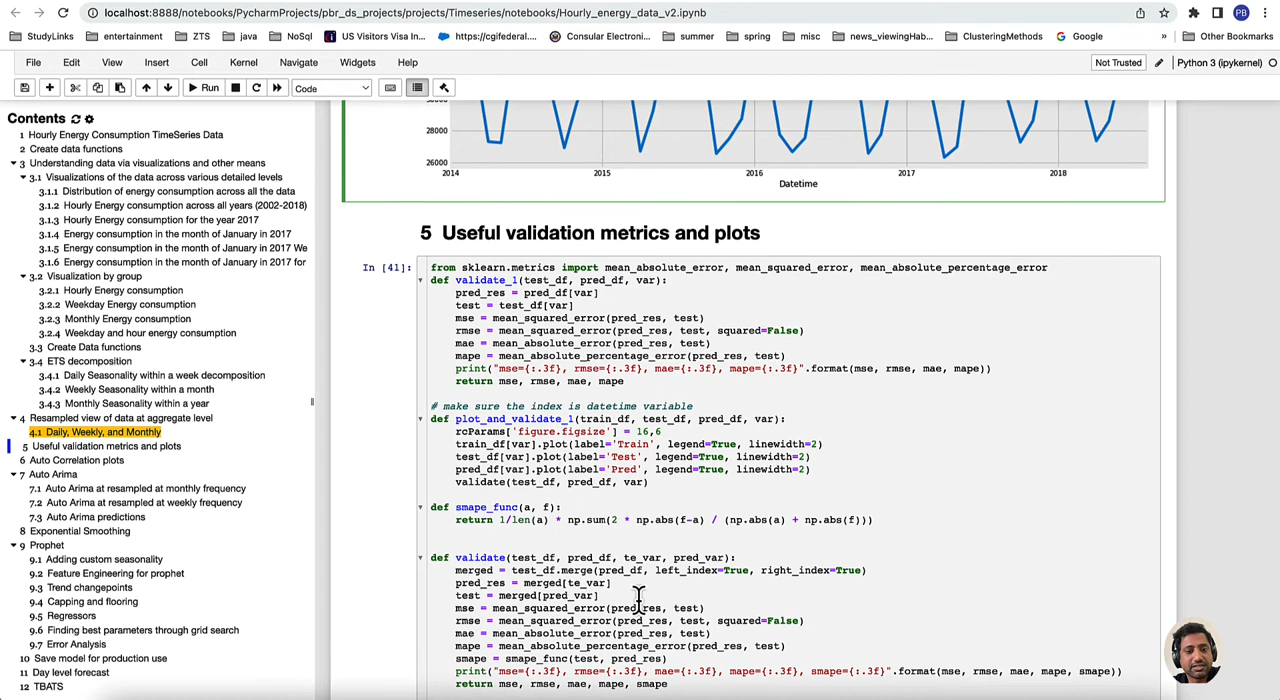 localhost:8888/notebooks/PycharmProjects/pbr_ds_projects/projects/Timeseries/notebooks/Hourly_energy_data_v2.ipynb
PB
StudyLinks entertainment ZTS java NoSql US Visitors Visa In... https://cgifederal.... Consular Electroni... summer spring misc news_viewingHab... ClusteringMethods Google » Other Bookmarks
File Edit View Insert Cell Kernel Navigate Widgets Help Not Trusted Python 3 (ipykernel)
Run Code
Contents
1 Hourly Energy Consumption TimeSeries Data
2 Create data functions
3 Understanding data via visualizations and other means
3.1 Visualizations of the data across various detailed levels
3.1.1 Distribution of energy consumption across all the data
3.1.2 Hourly Energy consumption across all years (2002-2018)
3.1.3 Hourly Energy consumption for the year 2017
3.1.4 Energy consumption in the month of January in 2017
3.1.5 Energy consumption in the month of January in 2017 We
3.1.6 Energy consumption in the month of January in 2017 for
3.2 Visualization by group
3.2.1 Hourly Energy consumption
3.2.2 Weekday Energy consumption
3.2.3 Monthly Energy consumption
3.2.4 Weekday and hour energy consumption
3.3 Create Data functions
3.4 ETS decomposition
3.4.1 Daily Seasonality within a week decomposition
3.4.2 Weekly Seasonality within a month
3.4.3 Monthly Seasonality within a year
4 Resampled view of data at aggregate level
4.1 Daily, Weekly, and Monthly
5 Useful validation metrics and plots
6 Auto Correlation plots
7 Auto Arima
7.1 Auto Arima at resampled at monthly frequency
7.2 Auto Arima at resampled at weekly frequency
7.3 Auto Arima predictions
8 Exponential Smoothing
9 Prophet
9.1 Adding custom seasonality
9.2 Feature Engineering for prophet
9.3 Trend changepoints
9.4 Capping and flooring
9.5 Regressors
9.6 Finding best parameters through grid search
9.7 Error Analysis
10 Save model for production use
11 Day level forecast
12 TBATS
28000
26000
2014 2015 2016 2017 2018
Datetime
5 Useful validation metrics and plots
In [41]:
from sklearn.metrics import mean_absolute_error, mean_squared_error, mean_absolute_percentage_error
def validate_1(test_df, pred_df, var):
pred_res = pred_df[var]
test = test_df[var]
mse = mean_squared_error(pred_res, test)
rmse = mean_squared_error(pred_res, test, squared=False)
mae = mean_absolute_error(pred_res, test)
mape = mean_absolute_percentage_error(pred_res, test)
print("mse={:.3f}, rmse={:.3f}, mae={:.3f}, mape={:.3f}".format(mse, rmse, mae, mape))
return mse, rmse, mae, mape
# make sure the index is datetime variable
def plot_and_validate_1(train_df, test_df, pred_df, var):
rcParams['figure.figsize'] = 16,6
train_df[var].plot(label='Train', legend=True, linewidth=2)
test_df[var].plot(label='Test', legend=True, linewidth=2)
pred_df[var].plot(label='Pred', legend=True, linewidth=2)
validate(test_df, pred_df, var)
def smape_func(a, f):
return 1/len(a) * np.sum(2 * np.abs(f-a) / (np.abs(a) + np.abs(f)))
def validate(test_df, pred_df, te_var, pred_var):
merged = test_df.merge(pred_df, left_index=True, right_index=True)
pred_res = merged[te_var]
test = merged[pred_var]
mse = mean_squared_error(pred_res, test)
rmse = mean_squared_error(pred_res, test, squared=False)
mae = mean_absolute_error(pred_res, test)
mape = mean_absolute_percentage_error(pred_res, test)
smape = smape_func(test, pred_res)
print("mse={:.3f}, rmse={:.3f}, mae={:.3f}, mape={:.3f}, smape={:.3f}".format(mse, rmse, mae, mape, smape))
return mse, rmse, mae, mape, smape